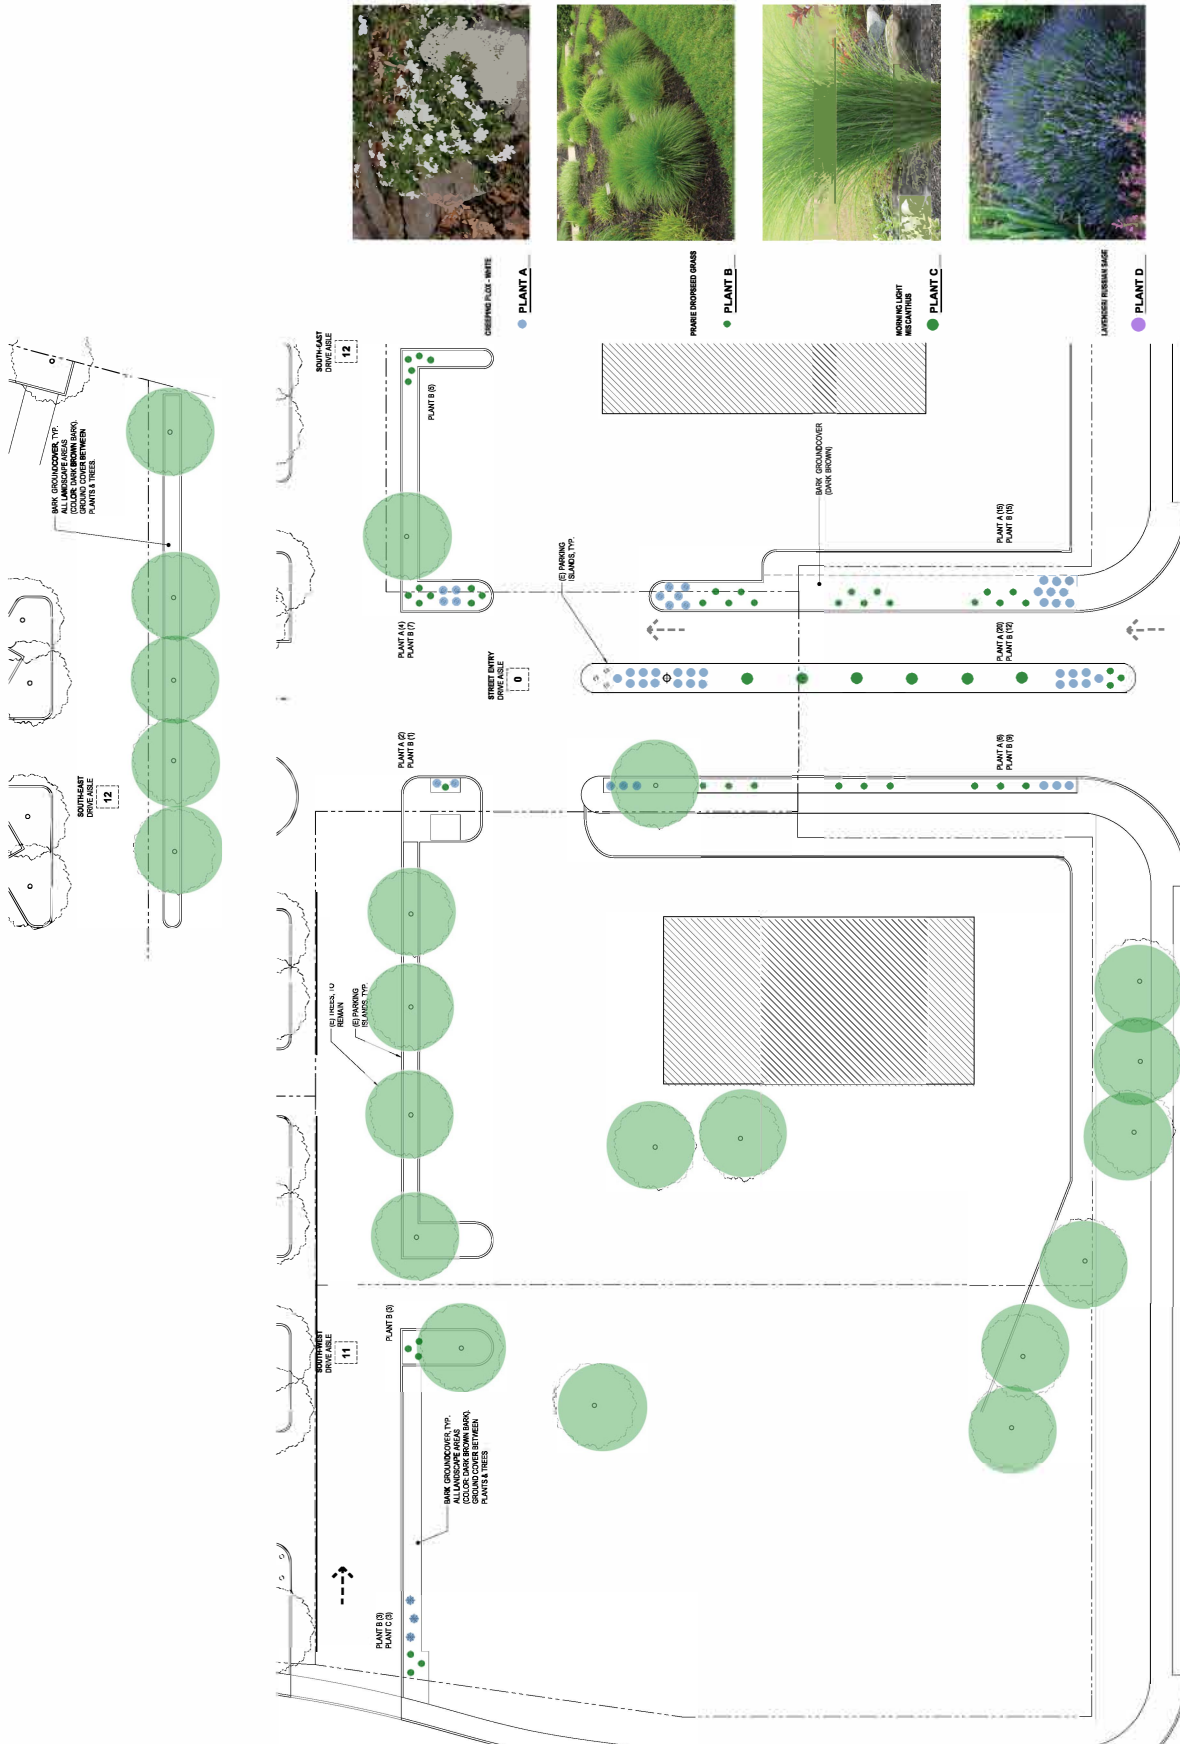 CREEPING PLOX - WHITE
PLANT A
PRARIE DROPSEED GRASS
PLANT B
MORNING LIGHT
MISCANTHUS
PLANT C
LAVENDER/ RUSSIAN SAGE
PLANT D
BARK GROUNDCOVER, TYP.
ALL LANDSCAPE AREAS
(COLOR: DARK BROWN BARK).
GROUND COVER BETWEEN
PLANTS & TREES.
SOUTH-EAST
DRIVE AISLE
12
SOUTH-EAST
DRIVE AISLE
12
PLANT B (5)
BARK GROUNDCOVER
(DARK BROWN)
PLANT A (15)
PLANT B (15)
(E) PARKING
ISLANDS, TYP.
PLANT A (4)
PLANT B (7)
STREET ENTRY
DRIVE AISLE
0
PLANT A (20)
PLANT B (12)
PLANT A (2)
PLANT B (1)
PLANT A (6)
PLANT B (9)
(E) TREES, TO
REMAIN
(E) PARKING
ISLANDS, TYP.
SOUTH-WEST
DRIVE AISLE
11
PLANT B (3)
BARK GROUNDCOVER, TYP.
ALL LANDSCAPE AREAS
(COLOR: DARK BROWN BARK).
GROUND COVER BETWEEN
PLANTS & TREES
PLANT B (3)
PLANT C (3)